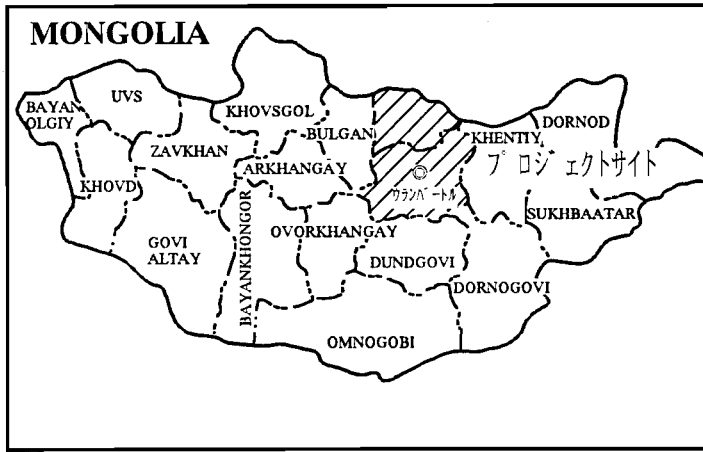 MONGOLIA
BAYAN
OLGIY
UVS
KHOVSGOL
BULGAN
DORNOD
KHENTIY
プロジェクトサイト
ZAVKHAN
ARKHANGAY
KHOVD
ウランバートル
SUKHBAATAR
GOVI
ALTAY
BAYANKHONGOR
OVORKHANGAY
DUNDGOVI
DORNOGOVI
OMNOGOBI